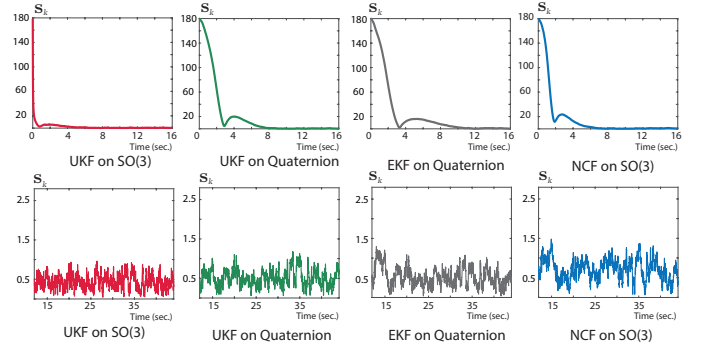 S_k S_k S_k S_k
180 180 180 180
140 140 140 140
100 100 100 100
60 60 60 60
20 20 20 20
0 4 8 12 16 0 4 8 12 16 0 4 8 12 16 0 4 8 12 16
Time (sec.) Time (sec.) Time (sec.) Time (sec.)
UKF on SO(3) UKF on Quaternion EKF on Quaternion NCF on SO(3)
S_k S_k S_k S_k
2.5 2.5 2.5 2.5
1.5 1.5 1.5 1.5
0.5 0.5 0.5 0.5
15 25 35 15 25 35 15 25 35 15 25 35
Time (sec.) Time (sec.) Time (sec.) Time (sec.)
UKF on SO(3) UKF on Quaternion EKF on Quaternion NCF on SO(3)